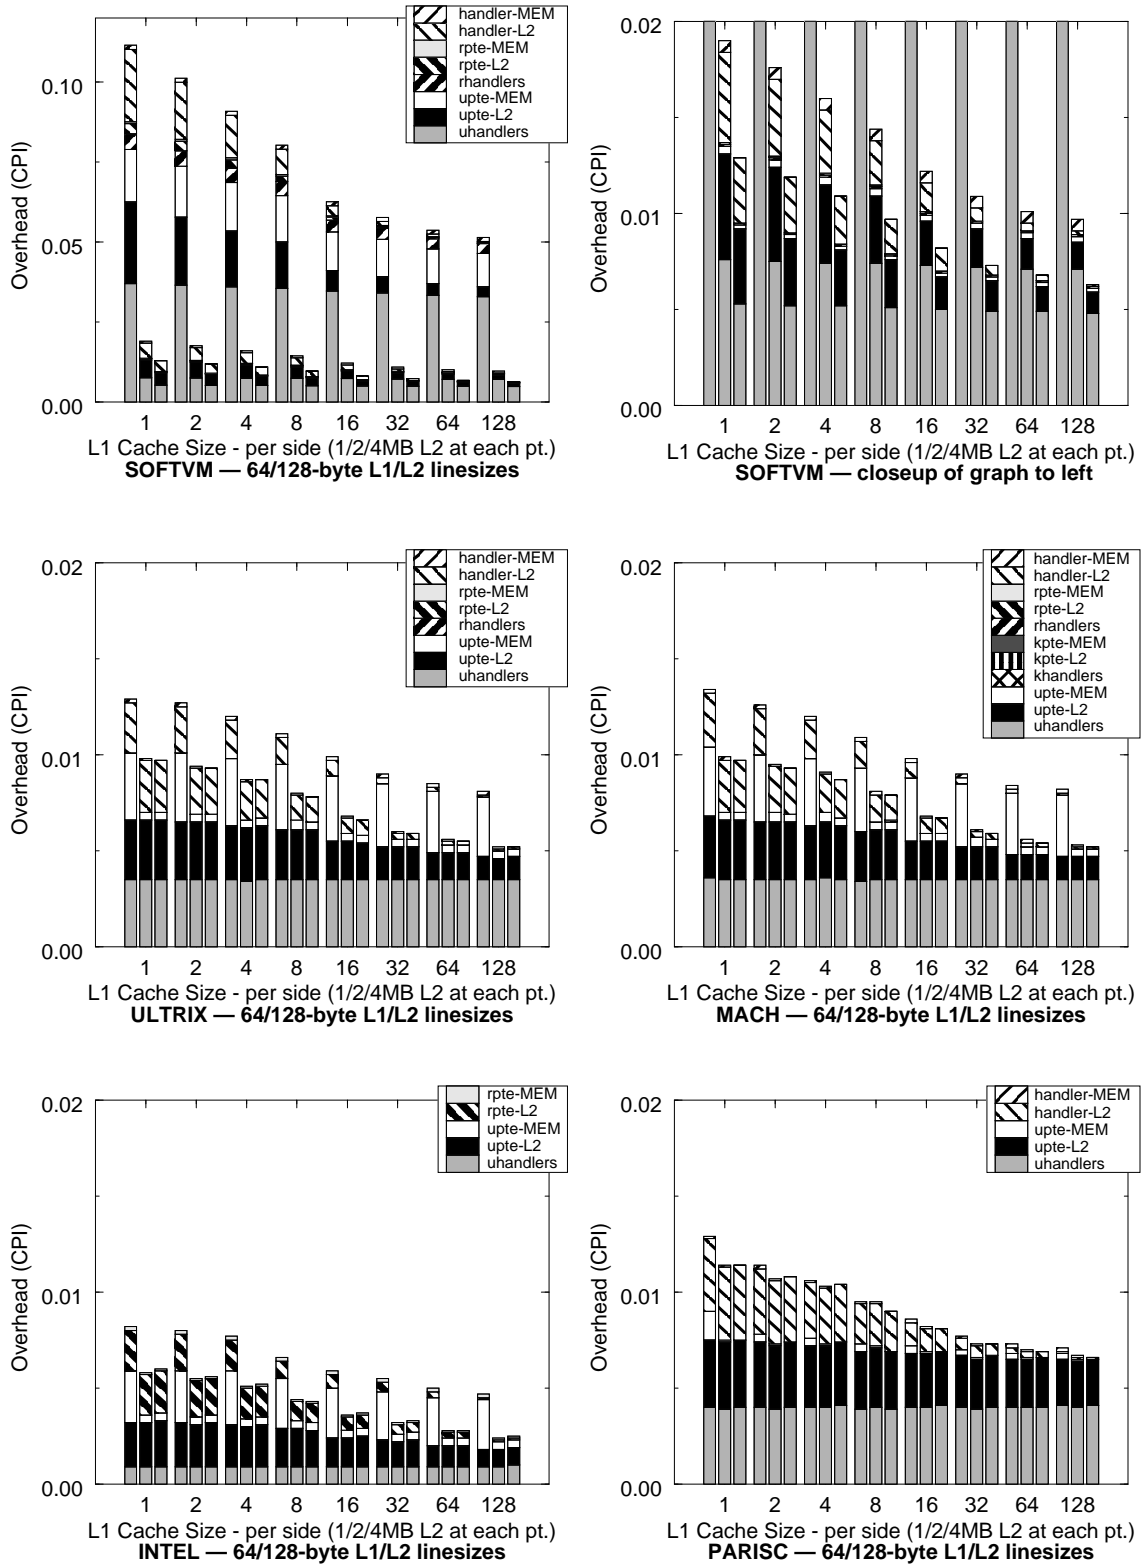 handler-MEM
handler-L2
rpte-MEM
rpte-L2
rhandlers
upte-MEM
upte-L2
uhandlers
0.10
0.05
0.00
Overhead (CPI)
1 2 4 8 16 32 64 128
L1 Cache Size - per side (1/2/4MB L2 at each pt.)
SOFTVM — 64/128-byte L1/L2 linesizes
0.02
0.01
0.00
Overhead (CPI)
1 2 4 8 16 32 64 128
L1 Cache Size - per side (1/2/4MB L2 at each pt.)
SOFTVM — closeup of graph to left
handler-MEM
handler-L2
rpte-MEM
rpte-L2
rhandlers
upte-MEM
upte-L2
uhandlers
0.02
0.01
0.00
Overhead (CPI)
1 2 4 8 16 32 64 128
L1 Cache Size - per side (1/2/4MB L2 at each pt.)
ULTRIX — 64/128-byte L1/L2 linesizes
handler-MEM
handler-L2
rpte-MEM
rpte-L2
rhandlers
kpte-MEM
kpte-L2
khandlers
upte-MEM
upte-L2
uhandlers
0.02
0.01
0.00
Overhead (CPI)
1 2 4 8 16 32 64 128
L1 Cache Size - per side (1/2/4MB L2 at each pt.)
MACH — 64/128-byte L1/L2 linesizes
rpte-MEM
rpte-L2
upte-MEM
upte-L2
uhandlers
0.02
0.01
0.00
Overhead (CPI)
1 2 4 8 16 32 64 128
L1 Cache Size - per side (1/2/4MB L2 at each pt.)
INTEL — 64/128-byte L1/L2 linesizes
handler-MEM
handler-L2
upte-MEM
upte-L2
uhandlers
0.02
0.01
0.00
Overhead (CPI)
1 2 4 8 16 32 64 128
L1 Cache Size - per side (1/2/4MB L2 at each pt.)
PARISC — 64/128-byte L1/L2 linesizes